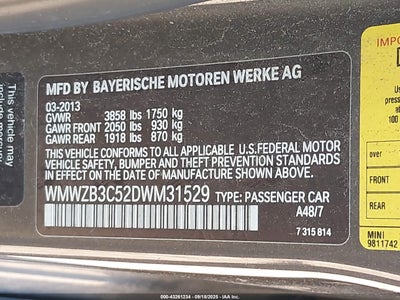 MFD BY BAYERISCHE MOTOREN WERKE AG
03-2013
GVWR 3858 lbs 1750 kg
GAWR FRONT 2050 lbs 930 kg
GAWR REAR 1918 lbs 870 kg
THIS VEHICLE CONFORMS TO ALL APPLICABLE U.S.FEDERAL MOTOR
VEHICLE SAFETY, BUMPER AND THEFT PREVENTION STANDARDS
IN EFFECT ON THE DATE OF MANUFACTURE SHOWN ABOVE.
WMWZB3C52DWM31529 TYPE: PASSENGER CAR
A48/7
7 315 814
This vehicle may
press
100
FRONT
REAR
MINI
9811742
000-43261234 - 09/18/2025 - IAA Inc.